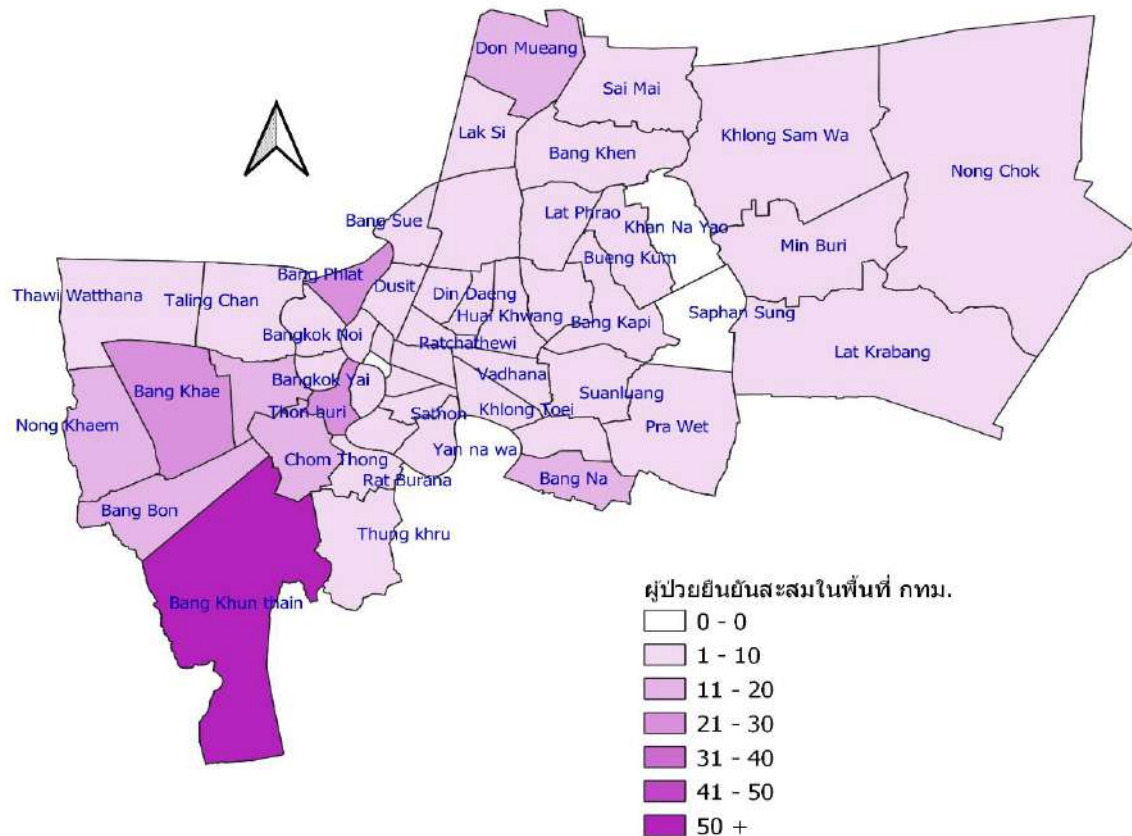 Don Mueang
Sai Mai
Lak Si
Khlong Sam Wa
Bang Khen
Nong Chok
Lat Phrao
Bang Sue
Khan Na Yao
Min Buri
Bueng Kum
Bang Phlat
Dusit
Thawi Watthana
Taling Chan
Din Daeng
Huai Khwang
Saphan Sung
Bang Kapi
Bangkok Noi
Ratchathewi
Lat Krabang
Bangkok Yai
Vadhana
Bang Khae
Suanluang
Thon buri
Sathon
Khlong Toei
Nong Khaem
Pra Wet
Yan na wa
Chom Thong
Rat Burana
Bang Na
Bang Bon
Thung khru
Bang Khun thain
ผู้ป่วยยืนยันสะสมในพื้นที่ กทม.
0 - 0
1 - 10
11 - 20
21 - 30
31 - 40
41 - 50
50 +